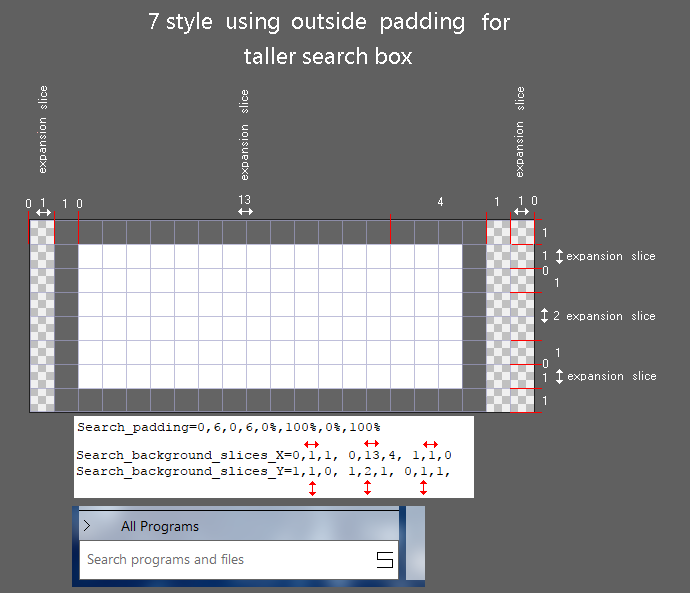 7 style using outside padding for
taller search box
expansion slice
expansion slice
expansion slice
0 1 1 0 13 4 1 1 0
1
1 expansion slice
0
1
2 expansion slice
1
0
1 expansion slice
1
Search_padding=0,6,0,6,0%,100%,0%,100%
Search_background_slices_X=0,1,1, 0,13,4, 1,1,0
Search_background_slices_Y=1,1,0, 1,2,1, 0,1,1,
All Programs
Search programs and files